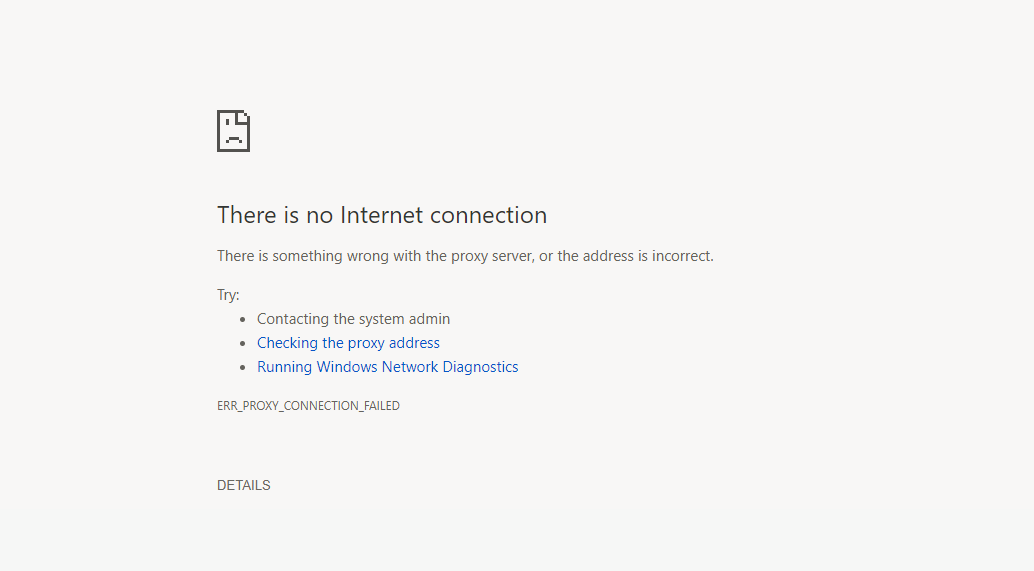 There is no Internet connection
There is something wrong with the proxy server, or the address is incorrect.
Try:
Contacting the system admin
Checking the proxy address
Running Windows Network Diagnostics
ERR_PROXY_CONNECTION_FAILED
DETAILS